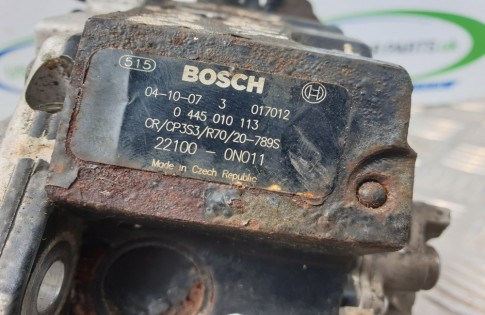 515
BOSCH
04-10-07 3 017012
0 445 010 113
CR/CP3S3/R70/20-789S
22100 - 0N011
Made in Czech Republic